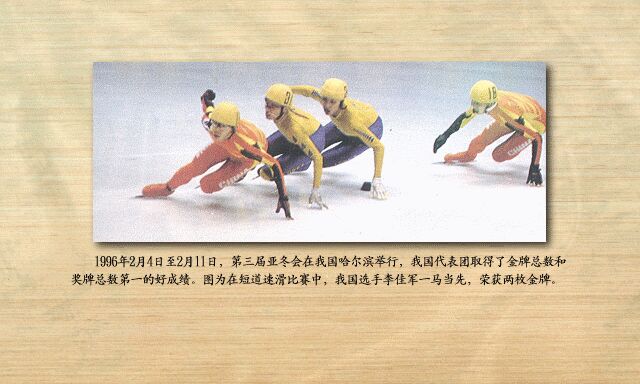 1996年2月4日至2月11日，第三届亚冬会在我国哈尔滨举行，我国代表团取得了金牌总数和
奖牌总数第一的好成绩。图为在短道速滑比赛中，我国选手李佳军一马当先，荣获两枚金牌。